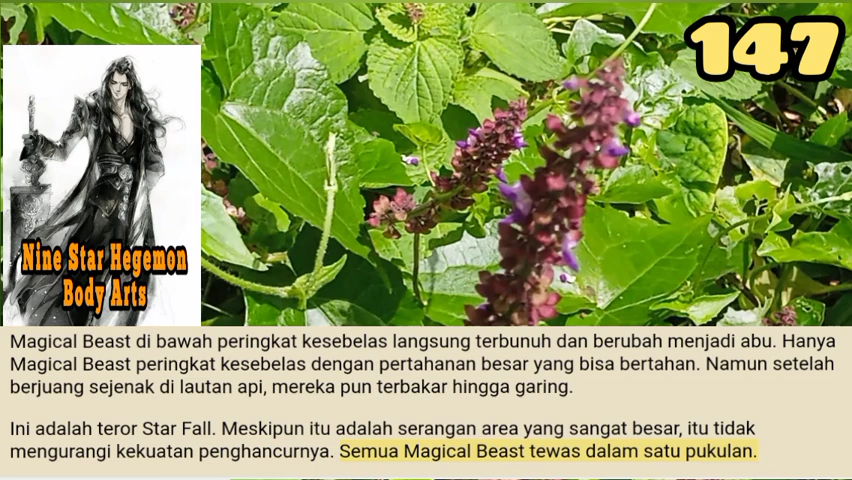 147
Nine Star Hegemon
Body Arts
Magical Beast di bawah peringkat kesebelas langsung terbunuh dan berubah menjadi abu. Hanya
Magical Beast peringkat kesebelas dengan pertahanan besar yang bisa bertahan. Namun setelah
berjuang sejenak di lautan api, mereka pun terbakar hingga garing.
Ini adalah teror Star Fall. Meskipun itu adalah serangan area yang sangat besar, itu tidak
mengurangi kekuatan penghancurnya. Semua Magical Beast tewas dalam satu pukulan.